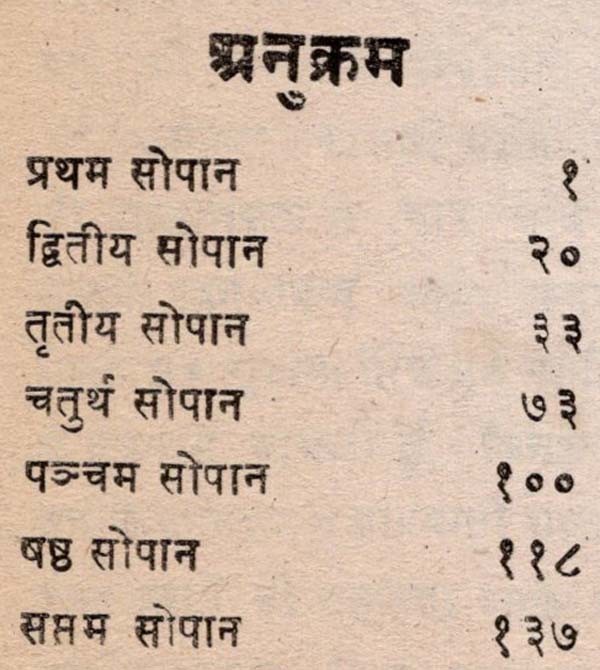 अनुक्रम
प्रथम सोपान १
द्वितीय सोपान २०
तृतीय सोपान ३३
चतुर्थ सोपान ७३
पञ्चम सोपान १००
षष्ठ सोपान ११८
सप्तम सोपान १३७